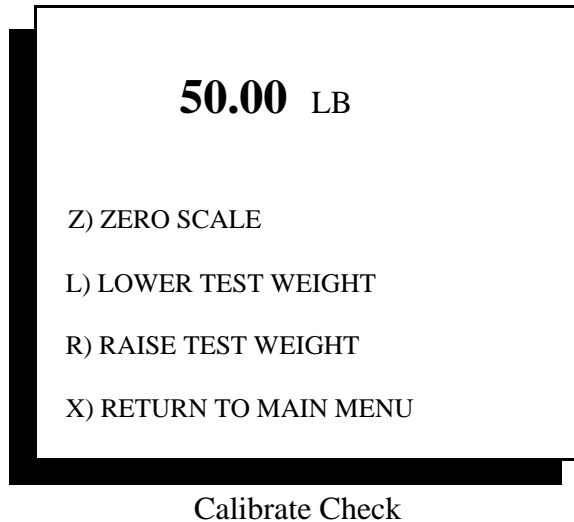 50.00 LB
Z) ZERO SCALE
L) LOWER TEST WEIGHT
R) RAISE TEST WEIGHT
X) RETURN TO MAIN MENU
Calibrate Check